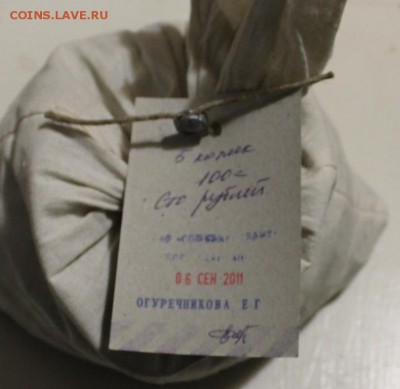 COINS.LAVE.RU
5 копеек
100=
Сто рублей
06 СЕН 2011
ОГУРЕЧНИКОВА Е Г